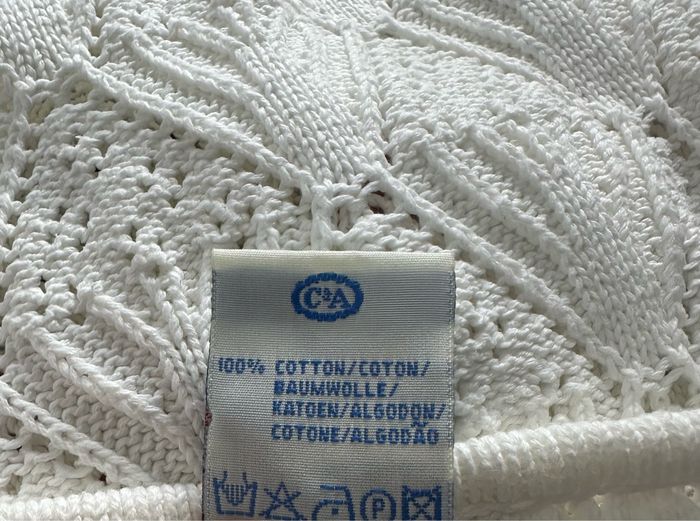 C&A
100% COTTON/COTON/
BAUMWOLLE/
KATOEN/ALGODON/
COTONE/ALGODÃO
P